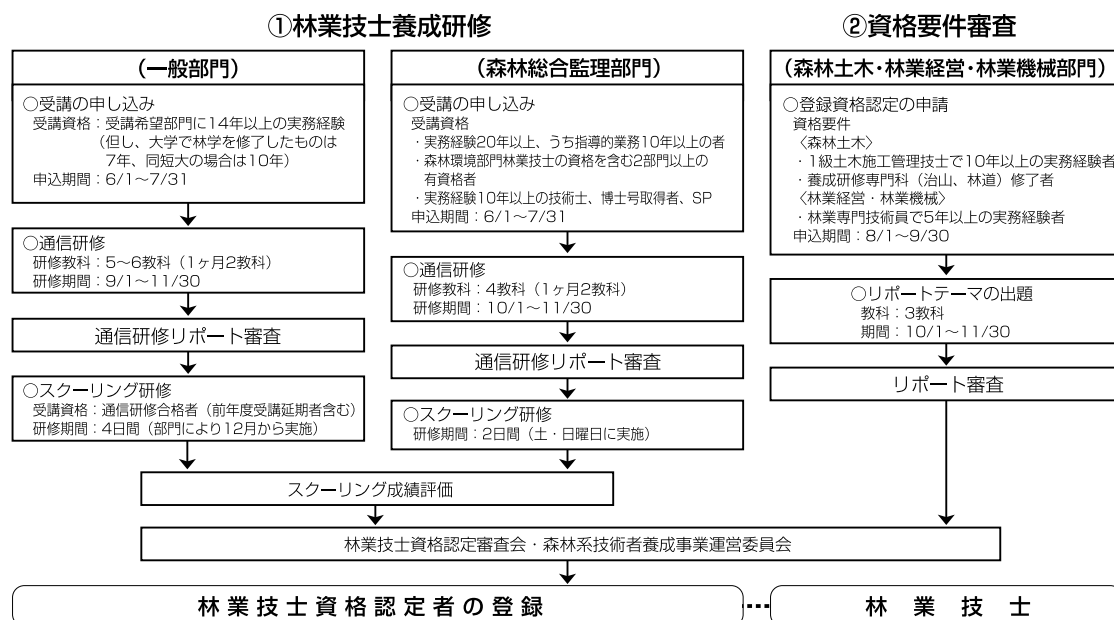 ①林業技士養成研修
（一般部門）
○受講の申し込み
受講資格：受講希望部門に14年以上の実務経験
（但し、大学で林学を修了したものは
7年、同短大の場合は10年）
申込期間：6/1〜7/31
○通信研修
研修教科：5〜6教科（1ヶ月2教科）
研修期間：9/1〜11/30
通信研修リポート審査
○スクーリング研修
受講資格：通信研修合格者（前年度受講延期者含む）
研修期間：4日間（部門により12月から実施）
（森林総合監理部門）
○受講の申し込み
受講資格
・実務経験20年以上、うち指導的業務10年以上の者
・森林環境部門林業技士の資格を含む2部門以上の
有資格者
・実務経験10年以上の技術士、博士号取得者、SP
申込期間：6/1〜7/31
○通信研修
研修教科：4教科（1ヶ月2教科）
研修期間：10/1〜11/30
通信研修リポート審査
○スクーリング研修
研修期間：2日間（土・日曜日に実施）
スクーリング成績評価
②資格要件審査
（森林土木・林業経営・林業機械部門）
○登録資格認定の申請
資格要件
〈森林土木〉
・1級土木施工管理技士で10年以上の実務経験者
・養成研修専門科（治山、林道）修了者
〈林業経営・林業機械〉
・林業専門技術員で5年以上の実務経験者
申込期間：8/1〜9/30
○リポートテーマの出題
教科：3教科
期間：10/1〜11/30
リポート審査
林業技士資格認定審査会・森林系技術者養成事業運営委員会
林業技士資格認定者の登録
林業技士